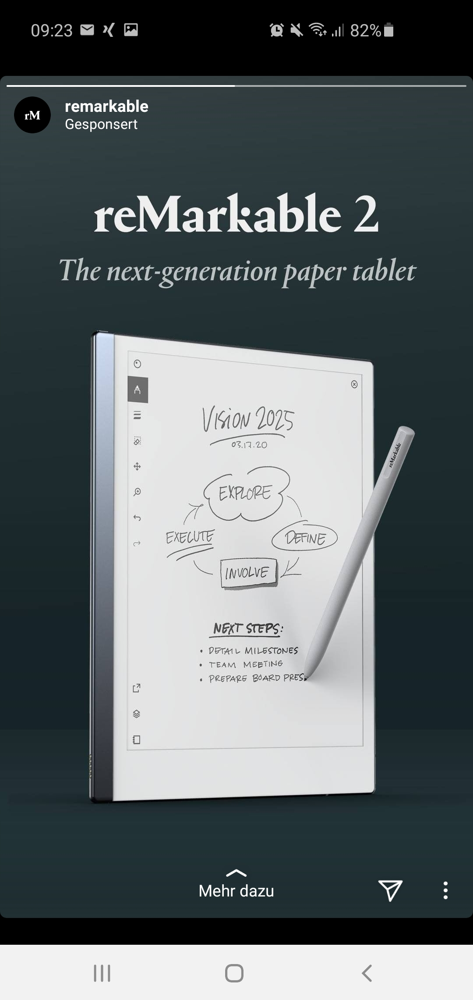 09:23
82%
rM
remarkable
Gesponsert
reMarkable 2
The next-generation paper tablet
VISION 2025
03.17.20
EXPLORE
EXECUTE
DEFINE
INVOLVE
NEXT STEPS:
• DETAIL MILESTONES
• TEAM MEETING
• PREPARE BOARD PRES
reMarkable
Mehr dazu